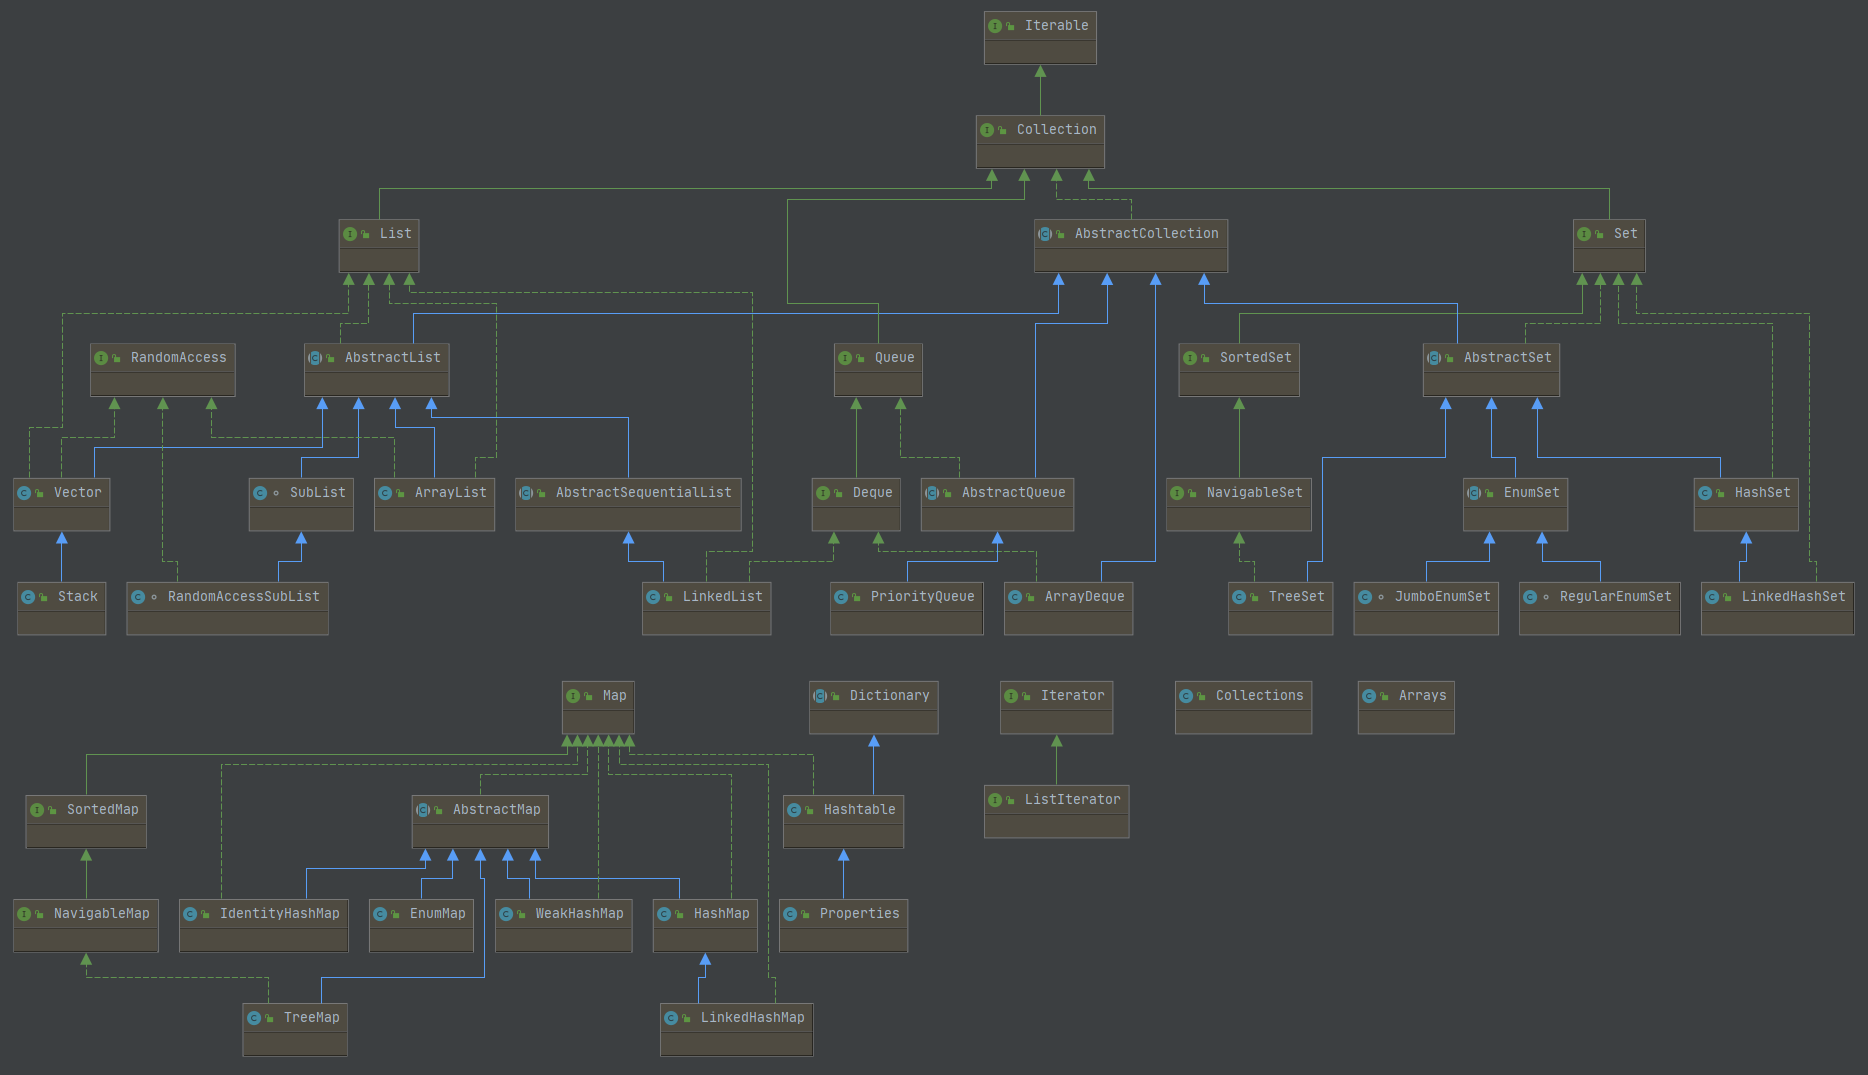 Iterable
Collection
List
AbstractCollection
Set
RandomAccess
AbstractList
Queue
SortedSet
AbstractSet
Vector
SubList
ArrayList
AbstractSequentialList
Deque
AbstractQueue
NavigableSet
EnumSet
HashSet
Stack
RandomAccessSubList
LinkedList
PriorityQueue
ArrayDeque
TreeSet
JumboEnumSet
RegularEnumSet
LinkedHashSet
Map
Dictionary
Iterator
Collections
Arrays
SortedMap
AbstractMap
Hashtable
ListIterator
NavigableMap
IdentityHashMap
EnumMap
WeakHashMap
HashMap
Properties
TreeMap
LinkedHashMap